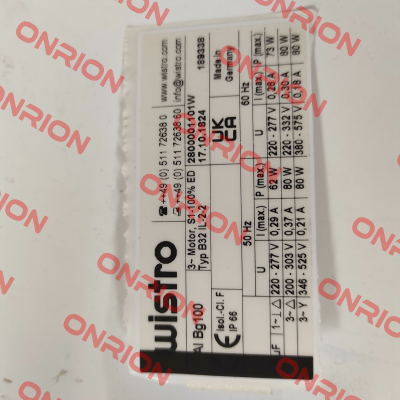 wistro
☎ ++49 (0) 511 72638 0
++49 (0) 511 72638 60
www.wistro.com
info@wistro.com
Al Bg100
3~ Motor, S1-100% ED
2800001101W
189338
Typ B32 IL-2-2
17.10.1824
Made in
Germany
CE Isol.-Cl. F
IP 66
UK
CA
50 Hz
60 Hz
µF
U
I (max.)
P (max.)
U
I (max.)
P (max.)
1~ ⊥ △ 220 - 277 V 0,29 A 62 W 220 - 277 V 0,26 A 73 W
3~ △ 200 - 303 V 0,37 A 80 W 220 - 332 V 0,30 A 80 W
3~ Y 346 - 525 V 0,21 A 80 W 380 - 575 V 0,18 A 80 W
ONRION